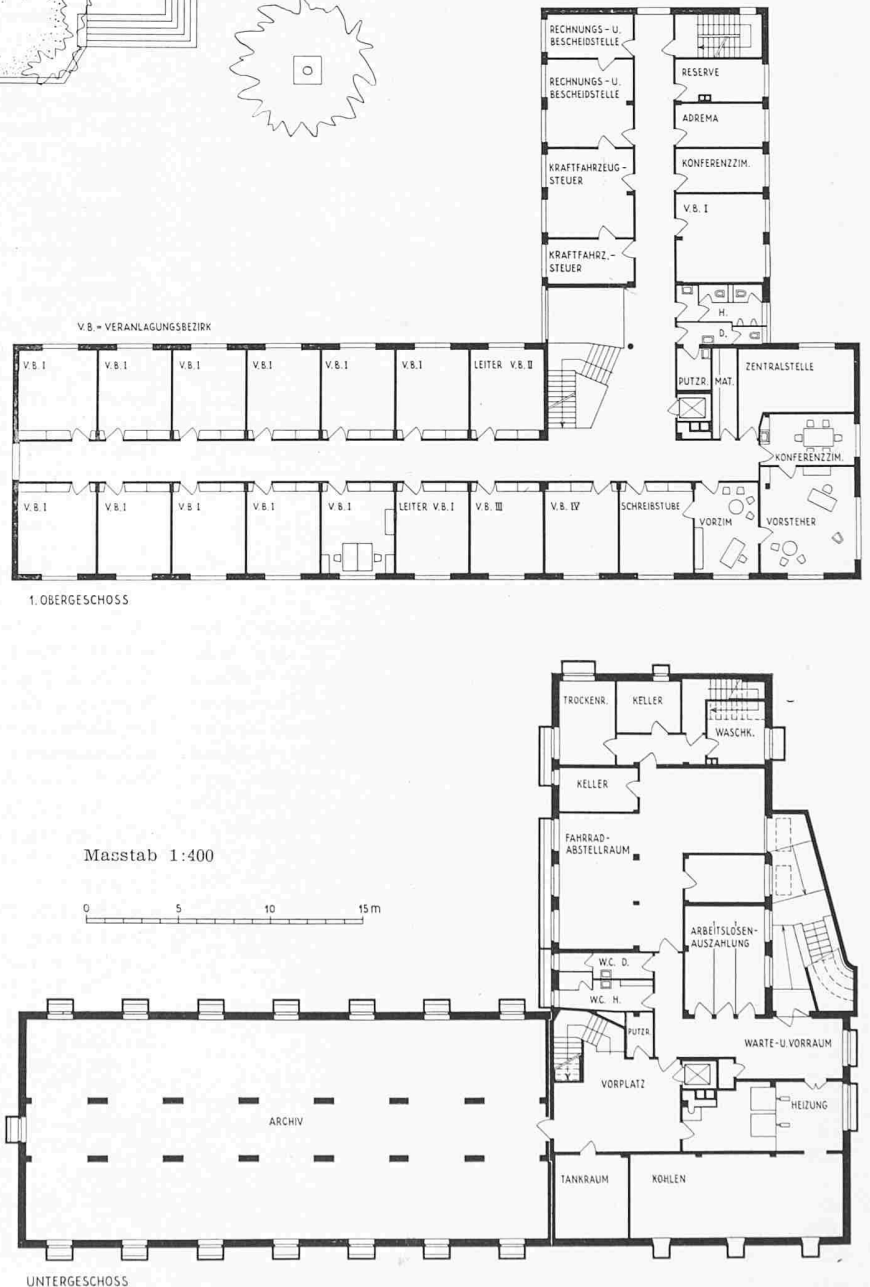 RECHNUNGS- U.
BESCHEIDSTELLE
RECHNUNGS- U.
BESCHEIDSTELLE
RESERVE
ADREMA
KRAFTFAHRZEUG-
STEUER
KONFERENZZIM.
V.B. I
KRAFTFAHRZ.-
STEUER
H.
D.
V.B. = VERANLAGUNGSBEZIRK
V.B. I
V.B. I
V.B. I
V.B. I
V.B. I
V.B. I
LEITER V.B. II
PUTZR.
MAT.
ZENTRALSTELLE
KONFERENZZIM.
V.B. I
V.B. I
V.B. I
V.B. I
V.B. I
LEITER V.B. I
V.B. III
V.B. IV
SCHREIBSTUBE
VORZIM
VORSTEHER
1. OBERGESCHOSS
TROCKENR.
KELLER
WASCHK.
KELLER
FAHRRAD-
ABSTELLRAUM
Masstab 1:400
0 5 10 15 m
ARBEITSLOSEN-
AUSZAHLUNG
W.C. D.
W.C. H.
PUTZR.
WARTE- U. VORRAUM
VORPLATZ
HEIZUNG
ARCHIV
TANKRAUM
KOHLEN
UNTERGESCHOSS